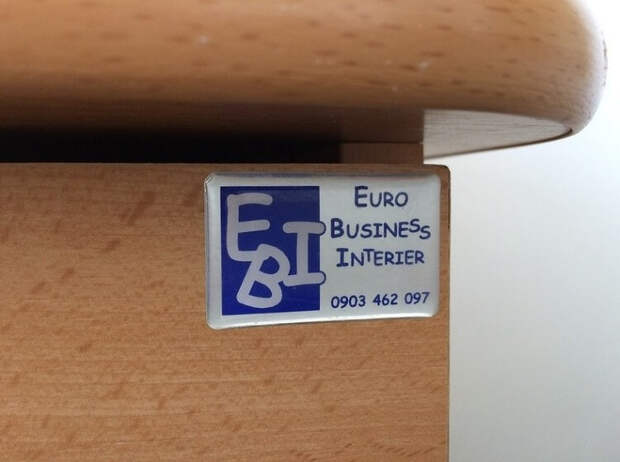 EBI
EURO
BUSINESS
INTERIER
0903 462 097